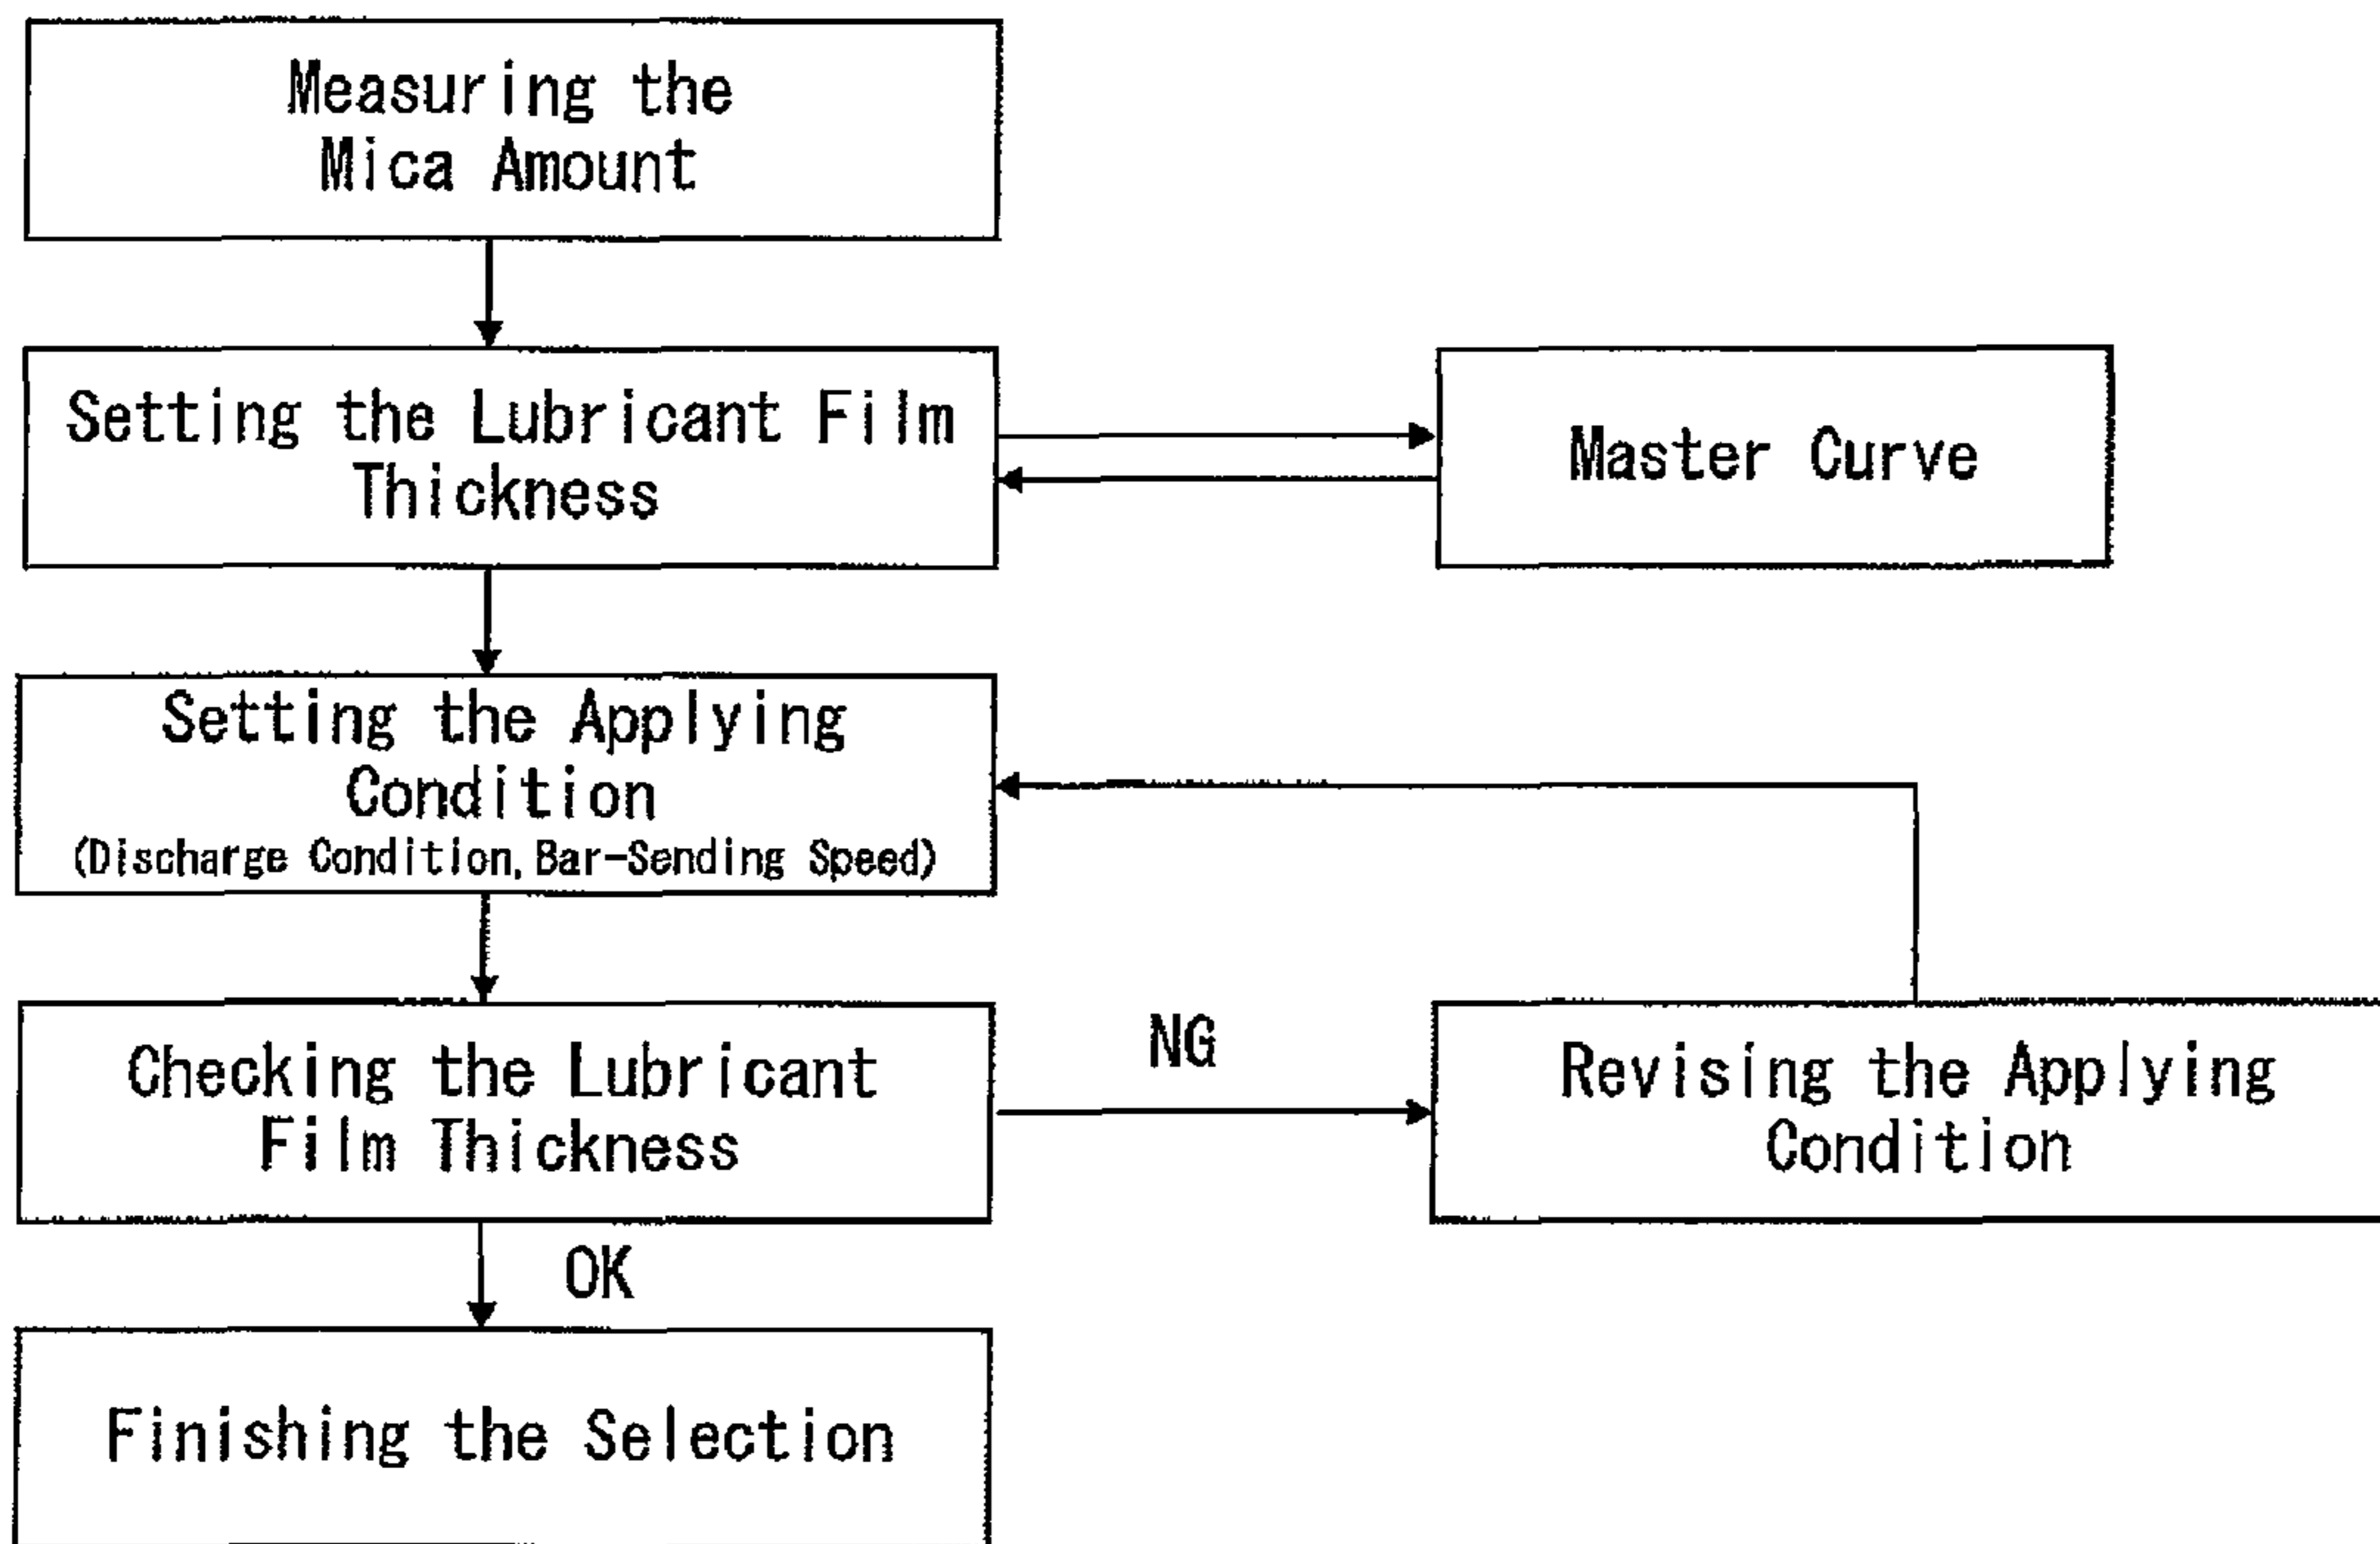 Measuring the
Mica Amount
Setting the Lubricant Film
Thickness
Master Curve
Setting the Applying
Condition
(Discharge Condition, Bar-Sending Speed)
Checking the Lubricant
Film Thickness
NG
Revising the Applying
Condition
OK
Finishing the Selection